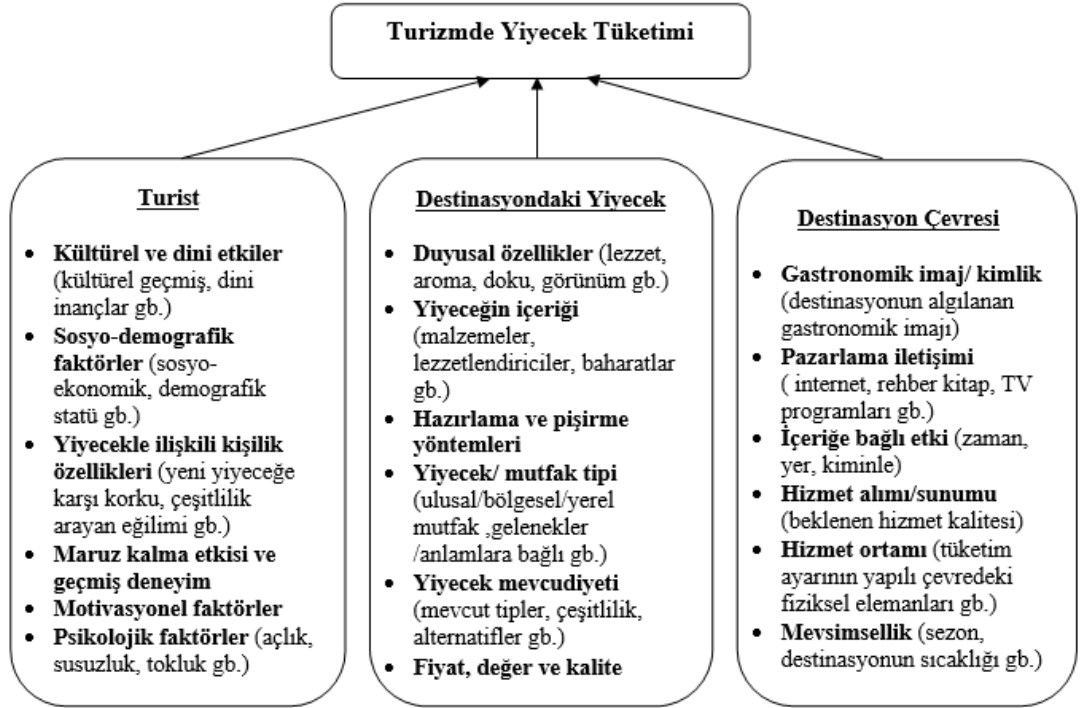 Turizmde Yiyecek Tüketimi
Turist
• Kültürel ve dini etkiler
(kültürel geçmiş, dini
inançlar gb.)
• Sosyo-demografik
faktörler (sosyo-
ekonomik, demografik
statü gb.)
• Yiyecekle ilişkili kişilik
özellikleri (yeni yiyeceğe
karşı korku, çeşitlilik
arayan eğilimi gb.)
• Maruz kalma etkisi ve
geçmiş deneyim
• Motivasyonel faktörler
• Psikolojik faktörler (açlık,
susuzluk, tokluk gb.)
Destinasyondaki Yiyecek
• Duyusal özellikler (lezzet,
aroma, doku, görünüm gb.)
• Yiyeceğin içeriği
(malzemeler,
lezzetlendiriciler, baharatlar
gb.)
• Hazırlama ve pişirme
yöntemleri
• Yiyecek/ mutfak tipi
(ulusal/bölgesel/yerel
mutfak ,gelenekler
/anlamlara bağlı gb.)
• Yiyecek mevcudiyeti
(mevcut tipler, çeşitlilik,
alternatifler gb.)
• Fiyat, değer ve kalite
Destinasyon Çevresi
• Gastronomik imaj/ kimlik
(destinasyonun algılanan
gastronomik imajı)
• Pazarlama iletişimi
( internet, rehber kitap, TV
programları gb.)
• İçeriğe bağlı etki (zaman,
yer, kiminle)
• Hizmet alımı/sunumu
(beklenen hizmet kalitesi)
• Hizmet ortamı (tüketim
ayarının yapılı çevredeki
fiziksel elemanları gb.)
• Mevsimsellik (sezon,
destinasyonun sıcaklığı gb.)